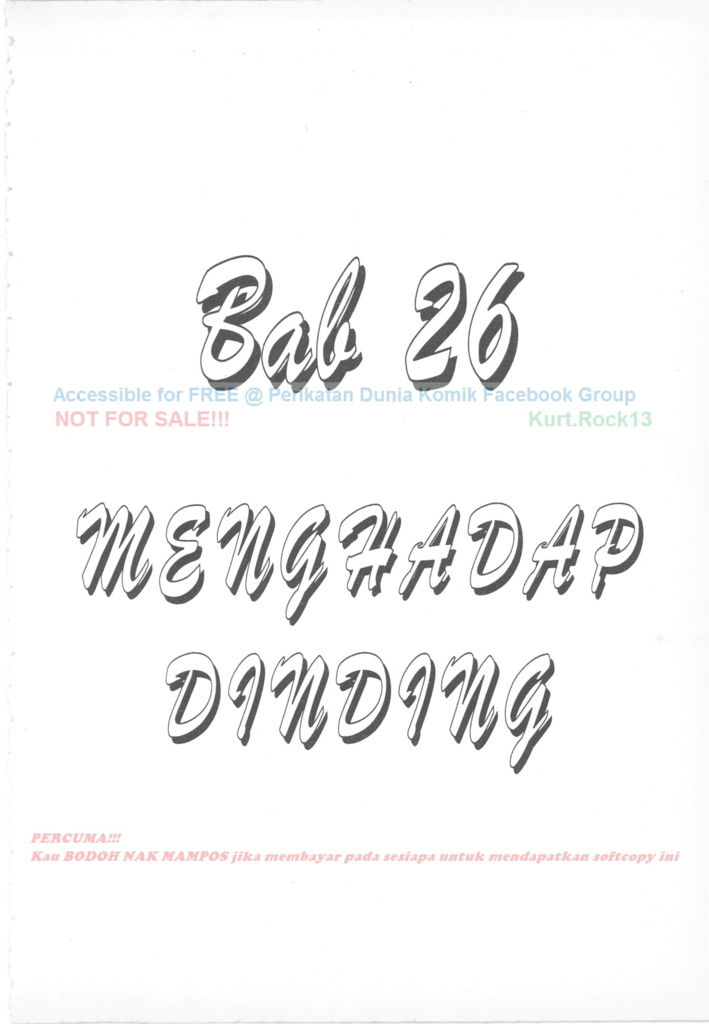 Bab 26
Accessible for FREE @ Perikatan Dunia Komik Facebook Group
NOT FOR SALE!!! Kurt.Rock13
MENGHADAP
DINDING
PERCUMA!!!
Kau BODOH NAK MAMPOS jika membayar pada sesiapa untuk mendapatkan softcopy ini